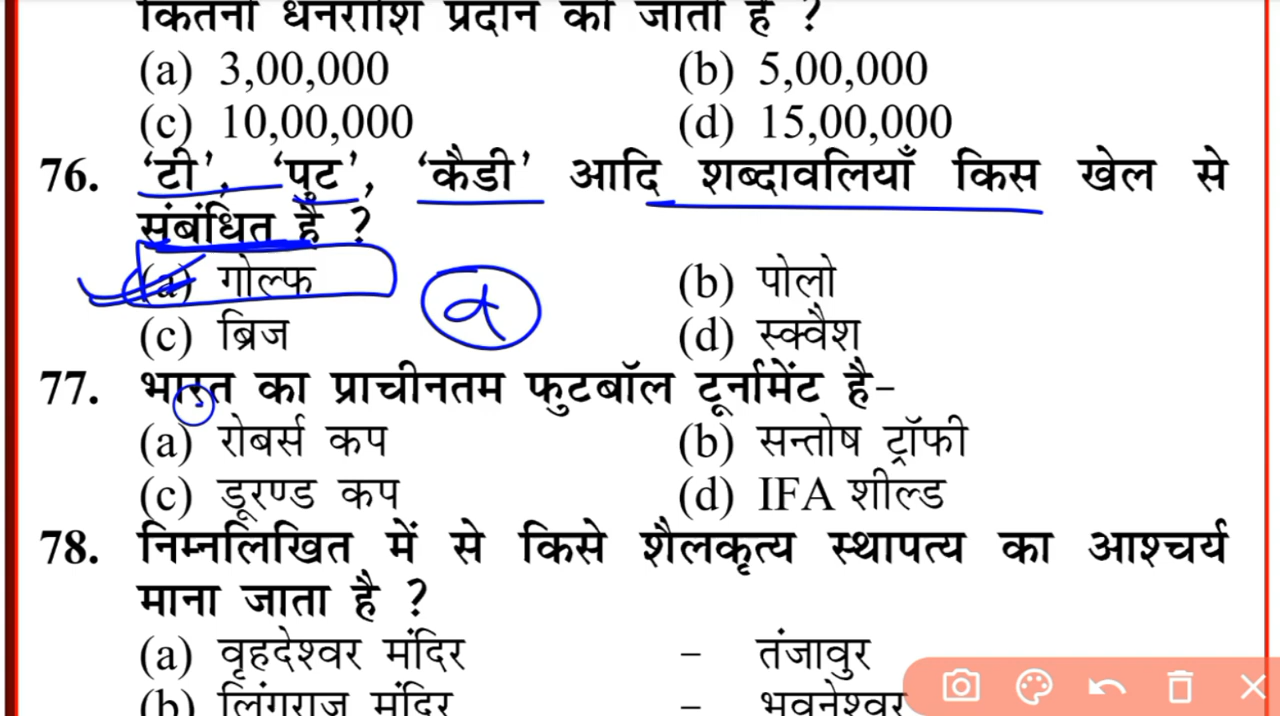 कितनी धनराशि प्रदान की जाती है ?
(a) 3,00,000 (b) 5,00,000
(c) 10,00,000 (d) 15,00,000
76. ‘टी’, ‘पुट’, ‘कैडी’ आदि शब्दावलियाँ किस खेल से
संबंधित है ?
(a) गोल्फ (b) पोलो
a
(c) ब्रिज (d) स्क्वैश
77. भारत का प्राचीनतम फुटबॉल टूर्नामेंट है–
(a) रोबर्स कप (b) सन्तोष ट्रॉफी
(c) डूरण्ड कप (d) IFA शील्ड
78. निम्नलिखित में से किसे शैलकृत्य स्थापत्य का आश्चर्य
माना जाता है ?
(a) वृहदेश्वर मंदिर – तंजावुर
(b) लिंगराज मंदिर – भुवनेश्वर